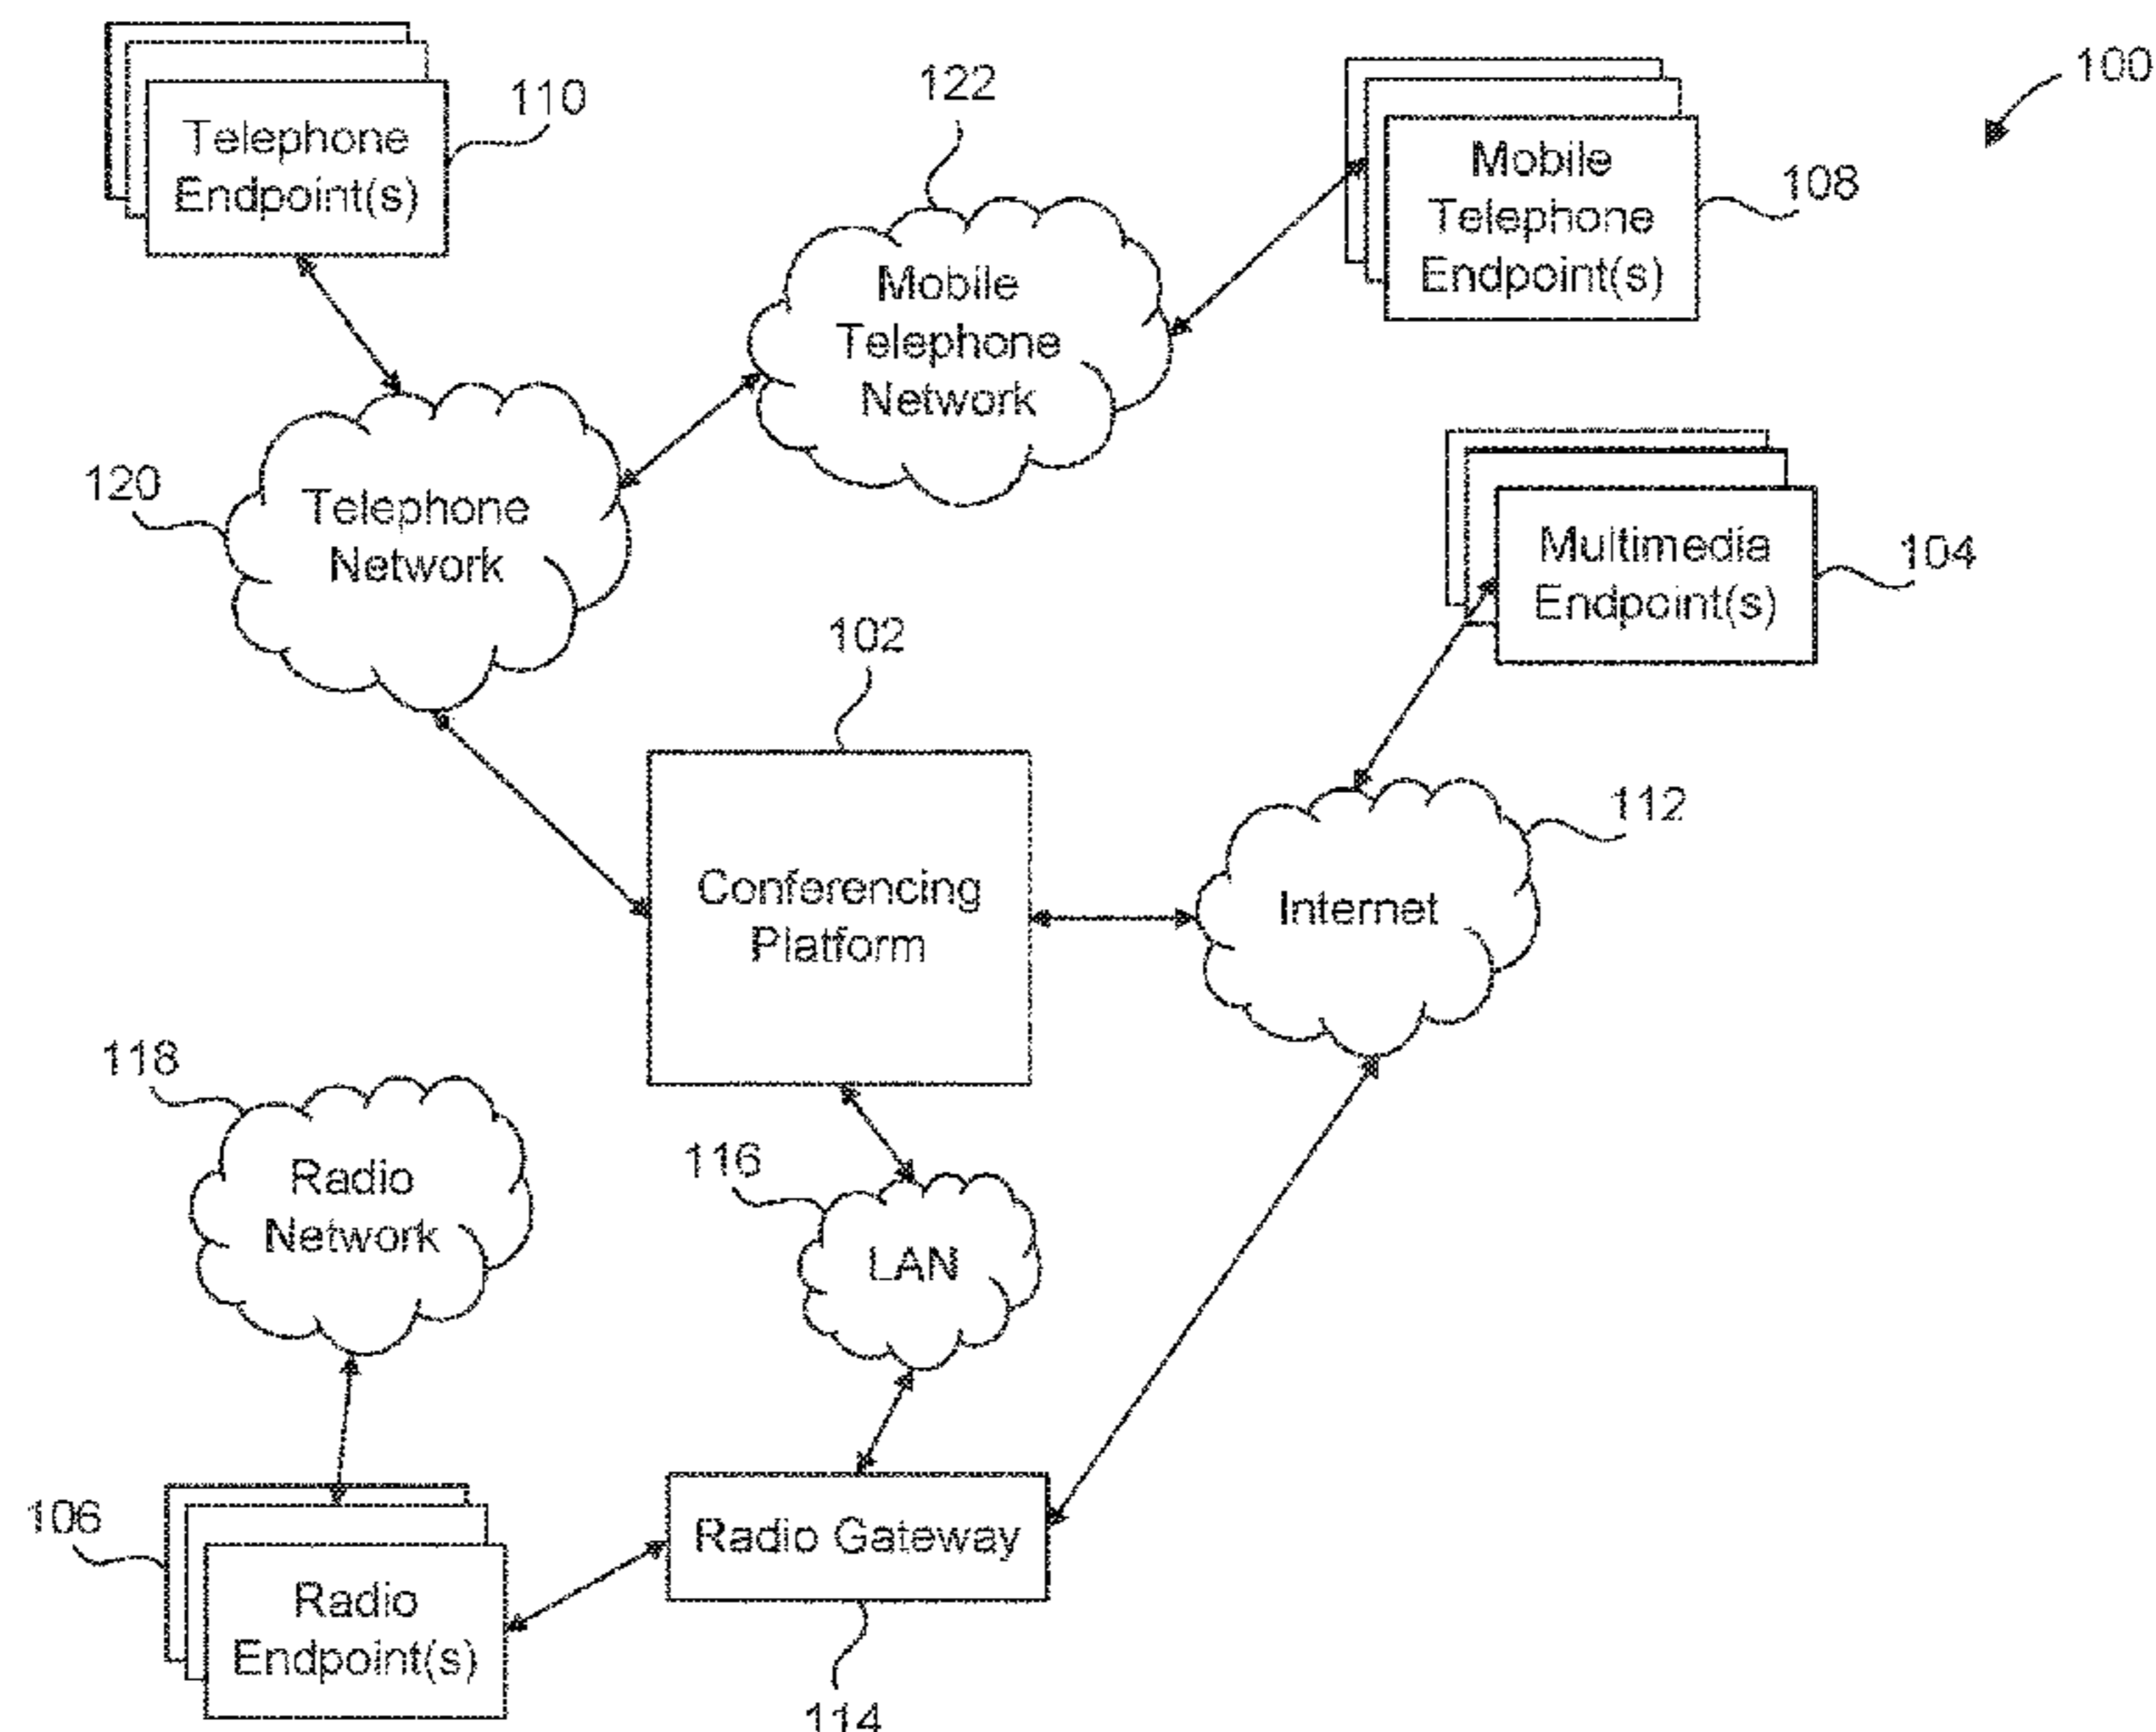 100
110
Telephone
Endpoint(s)
122
Mobile
Telephone
Endpoint(s)
108
Mobile
Telephone
Network
120
Telephone
Network
Multimedia
Endpoint(s)
104
102
Conferencing
Platform
112
Internet
118
Radio
Network
116
LAN
106
Radio
Endpoint(s)
Radio Gateway
114